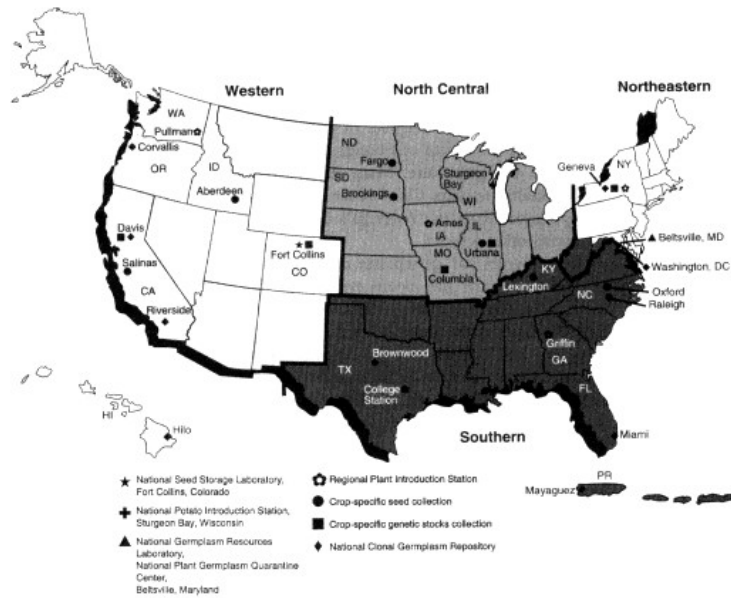 Western
North Central
Northeastern
WA
Pullman
Corvallis
OR
ID
Aberdeen
Davis
Salinas
CA
Riverside
Fort Collins
CO
ND
Fargo
SD
Brookings
Sturgeon
Bay
WI
Ames
IA
IL
Urbana
MO
Columbia
Geneva
NY
Beltsville, MD
Washington, DC
Oxford
Raleigh
KY
Lexington
NC
Griffin
GA
TX
Brownwood
College
Station
FL
Miami
Southern
HI
Hilo
PR
Mayaguez
National Seed Storage Laboratory,
Fort Collins, Colorado
National Potato Introduction Station,
Sturgeon Bay, Wisconsin
National Germplasm Resources
Laboratory,
National Plant Germplasm Quarantine
Center,
Beltsville, Maryland
Regional Plant Introduction Station
Crop-specific seed collection
Crop-specific genetic stocks collection
National Clonal Germplasm Repository